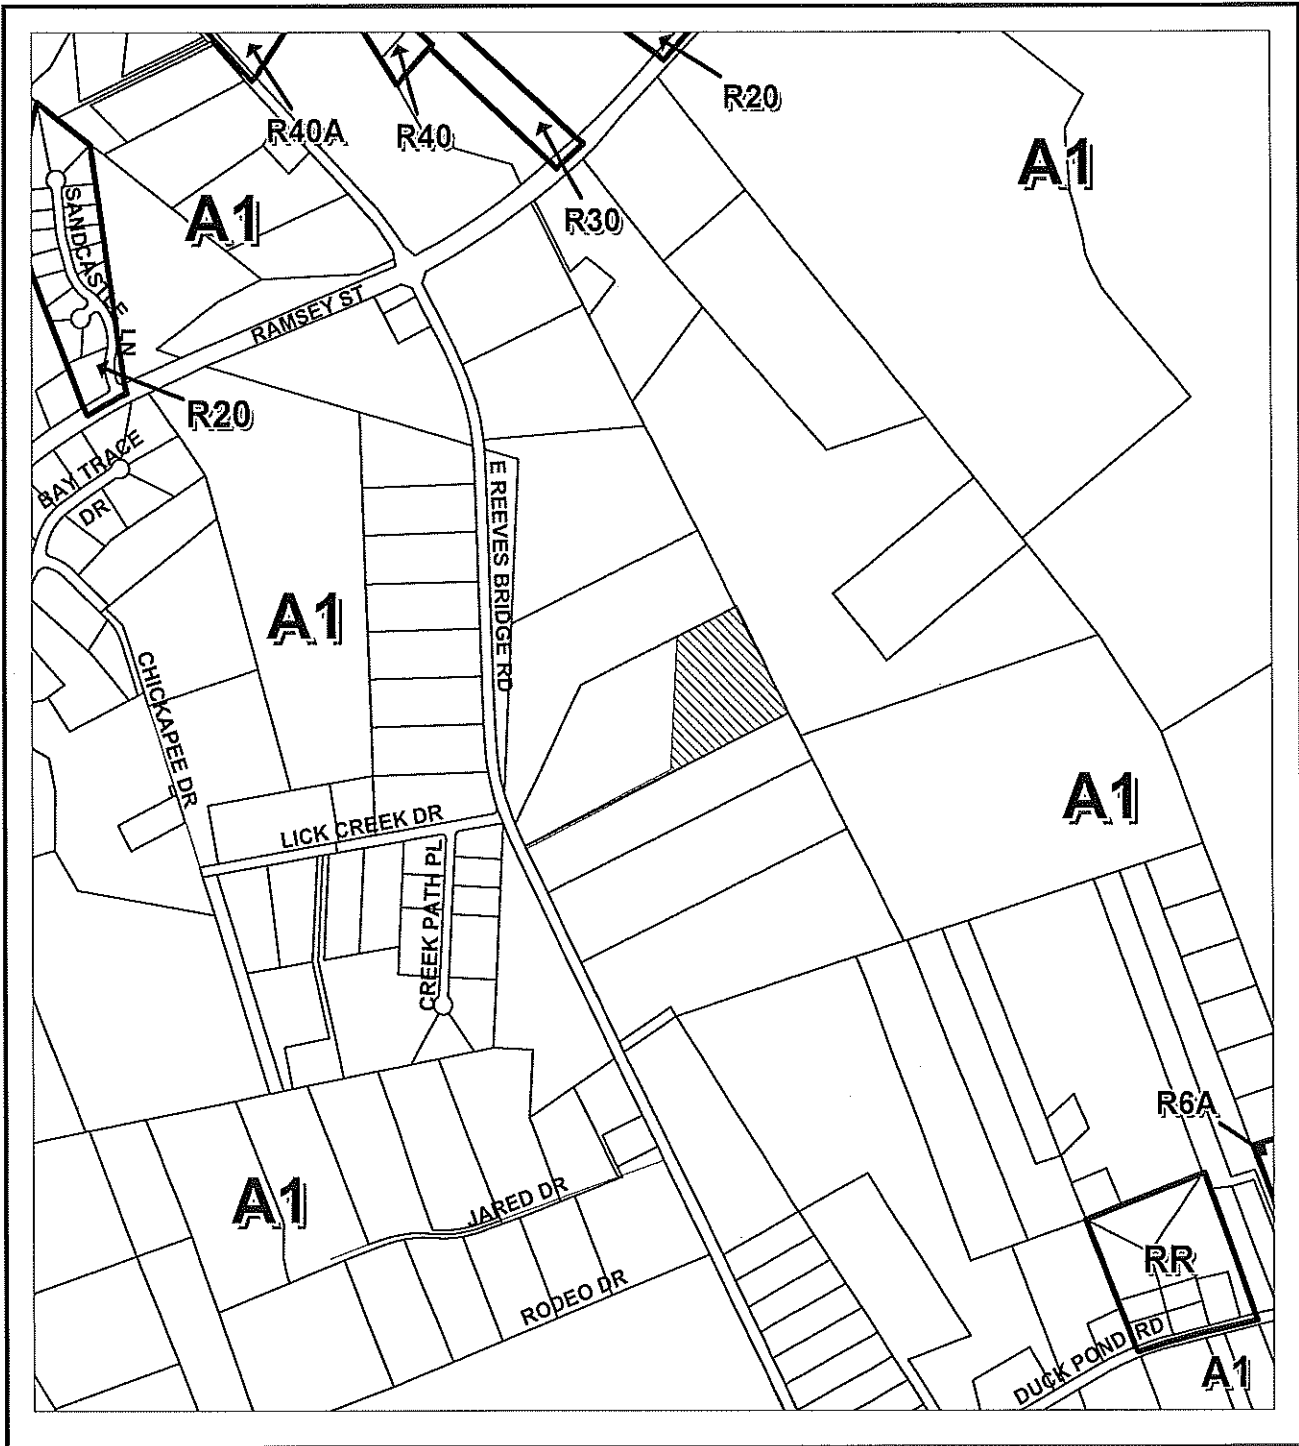 R20
R40A
R40
A1
A1
R30
SANDCASTLE LN
RAMSEY ST
R20
BAY TRACE
DR
E REEVES BRIDGE RD
A1
CHICKAPEE DR
A1
LICK CREEK DR
CREEK PATH PL
R6A
A1
JARED DR
RR
RODEO DR
DUCK POND RD
A1